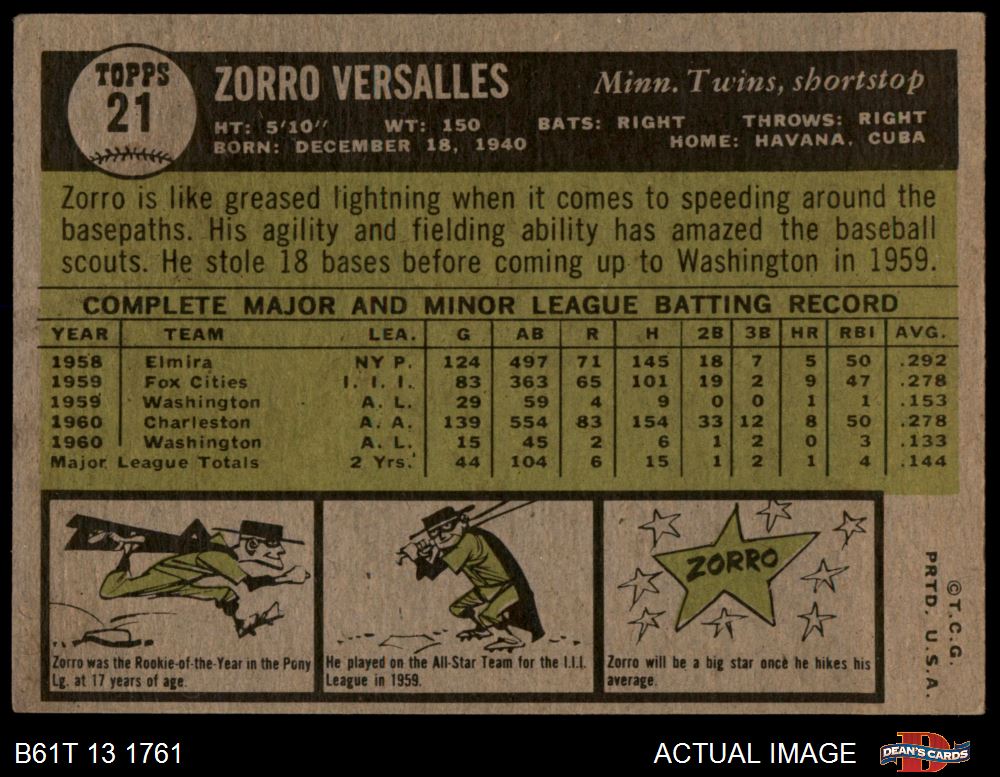 TOPPS
21
ZORRO VERSALLES
Minn. Twins, shortstop
HT: 5'10" WT: 150 BATS: RIGHT THROWS: RIGHT
BORN: DECEMBER 18, 1940 HOME: HAVANA, CUBA
Zorro is like greased lightning when it comes to speeding around the
basepaths. His agility and fielding ability has amazed the baseball
scouts. He stole 18 bases before coming up to Washington in 1959.
COMPLETE MAJOR AND MINOR LEAGUE BATTING RECORD
YEAR TEAM LEA. G AB R H 2B 3B HR RBI AVG.
1958 Elmira NY P. 124 497 71 145 18 7 5 50 .292
1959 Fox Cities I. I. I. 83 363 65 101 19 2 9 47 .278
1959 Washington A. L. 29 59 4 9 0 0 1 1 .153
1960 Charleston A. A. 139 554 83 154 33 12 8 50 .278
1960 Washington A. L. 15 45 2 6 1 2 0 3 .133
Major League Totals 2 Yrs. 44 104 6 15 1 2 1 4 .144
Zorro was the Rookie-of-the-Year in the Pony
Lg. at 17 years of age.
He played on the All-Star Team for the I.I.I.
League in 1959.
ZORRO
Zorro will be a big star once he hikes his
average.
©T.C.G.
PRTD. U.S.A.
B61T 13 1761
ACTUAL IMAGE
DEAN'S CARDS